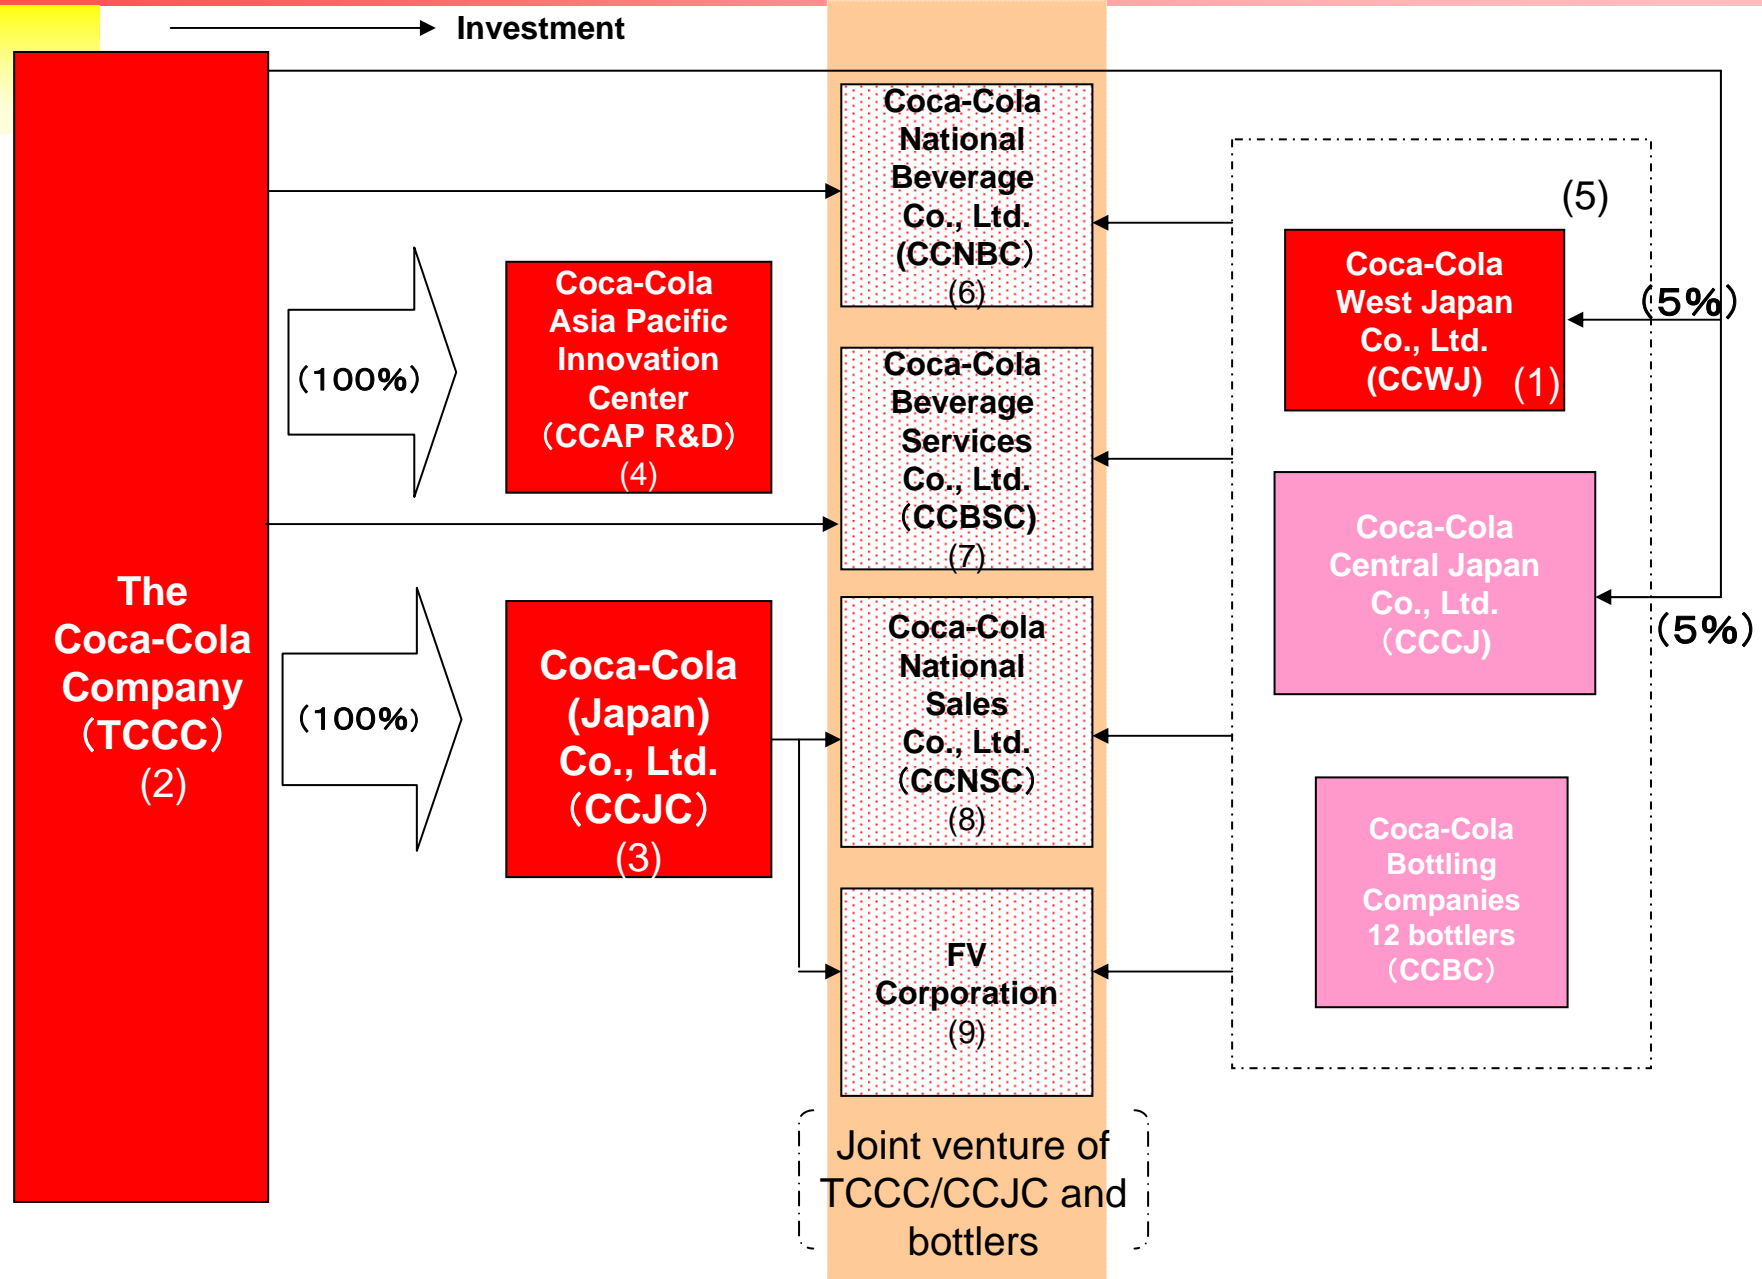 Investment
The
Coca-Cola
Company
（TCCC）
(2)
（100%）
Coca-Cola
Asia Pacific
Innovation
Center
（CCAP R&D）
(4)
（100%）
Coca-Cola
(Japan)
Co., Ltd.
（CCJC）
(3)
Coca-Cola
National
Beverage
Co., Ltd.
(CCNBC）
(6)
Coca-Cola
Beverage
Services
Co., Ltd.
（CCBSC)
(7)
Coca-Cola
National
Sales
Co., Ltd.
（CCNSC）
(8)
FV
Corporation
(9)
Joint venture of
TCCC/CCJC and
bottlers
(5)
Coca-Cola
West Japan
Co., Ltd.
(CCWJ)
(1)
（5%）
Coca-Cola
Central Japan
Co., Ltd.
（CCCJ)
（5%）
Coca-Cola
Bottling
Companies
12 bottlers
（CCBC）